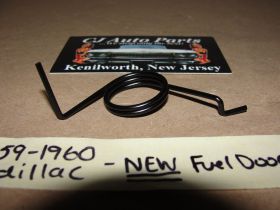 CJ Auto Parts
Kenilworth, New Jersey
59-1960 - NEW Fuel Door
dillac